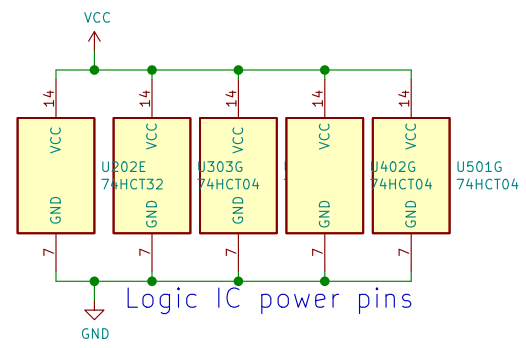 VCC
14 14 14 14 14
VCC VCC VCC VCC VCC
U202E U303G U402G U501G
74HCT32 74HCT04 74HCT04 74HCT04
GND GND GND GND GND
7 7 7 7 7
Logic IC power pins
GND